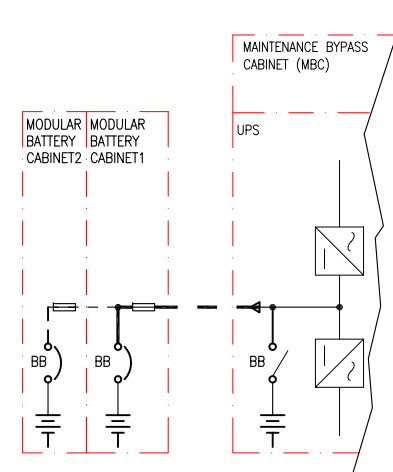 MAINTENANCE BYPASS
CABINET (MBC)
MODULAR
BATTERY
CABINET2
MODULAR
BATTERY
CABINET1
UPS
BB
BB
BB